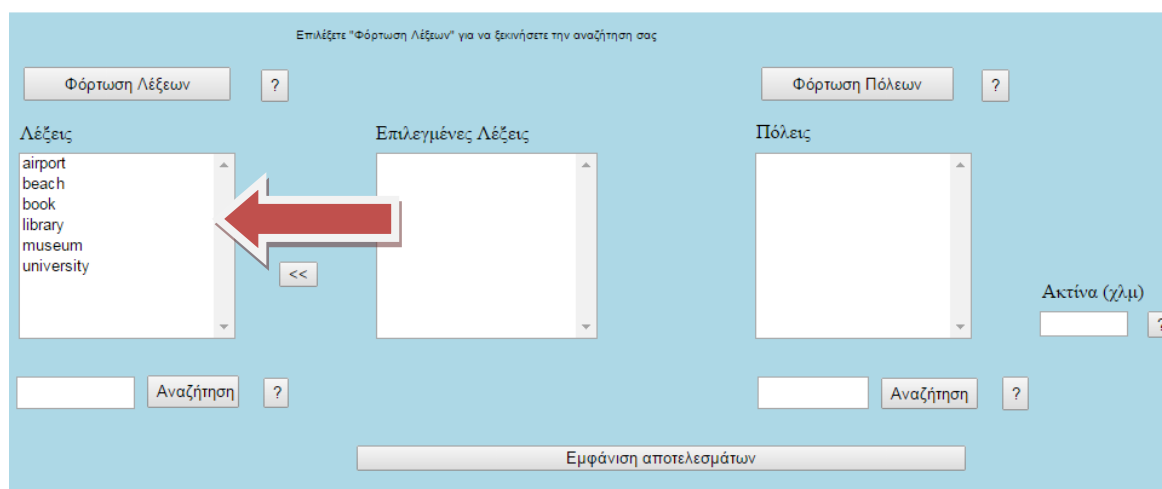 Επιλέξετε "Φόρτωση Λέξεων" για να ξεκινήσετε την αναζήτηση σας
Φόρτωση Λέξεων ? Φόρτωση Πόλεων ?
Λέξεις Επιλεγμένες Λέξεις Πόλεις
airport
beach
book
library
museum
university
<<
Ακτίνα (χλμ)
?
Αναζήτηση ? Αναζήτηση ?
Εμφάνιση αποτελεσμάτων